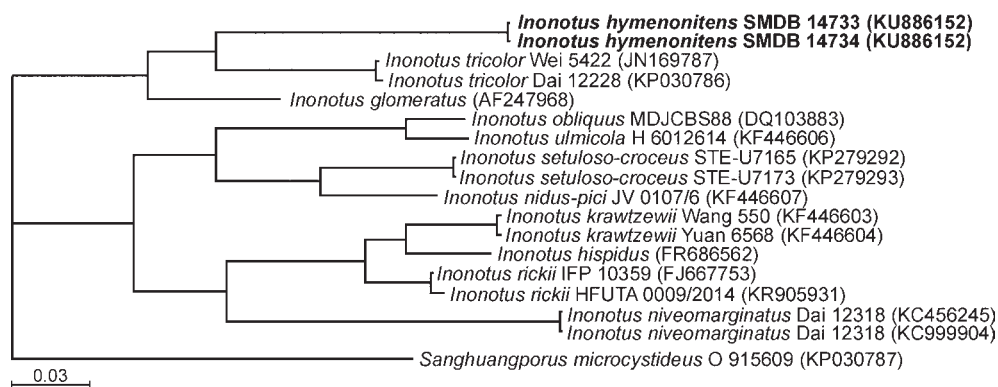 Inonotus hymenonitens SMDB 14733 (KU886152)
Inonotus hymenonitens SMDB 14734 (KU886152)
Inonotus tricolor Wei 5422 (JN169787)
Inonotus tricolor Dai 12228 (KP030786)
Inonotus glomeratus (AF247968)
Inonotus obliquus MDJCBS88 (DQ103883)
Inonotus ulmicola H 6012614 (KF446606)
Inonotus setuloso-croceus STE-U7165 (KP279292)
Inonotus setuloso-croceus STE-U7173 (KP279293)
Inonotus nidus-pici JV 0107/6 (KF446607)
Inonotus krawtzewii Wang 550 (KF446603)
Inonotus krawtzewii Yuan 6568 (KF446604)
Inonotus hispidus (FR686562)
Inonotus rickii IFP 10359 (FJ667753)
Inonotus rickii HFUTA 0009/2014 (KR905931)
Inonotus niveomarginatus Dai 12318 (KC456245)
Inonotus niveomarginatus Dai 12318 (KC999904)
Sanghuangporus microcystideus O 915609 (KP030787)
0.03